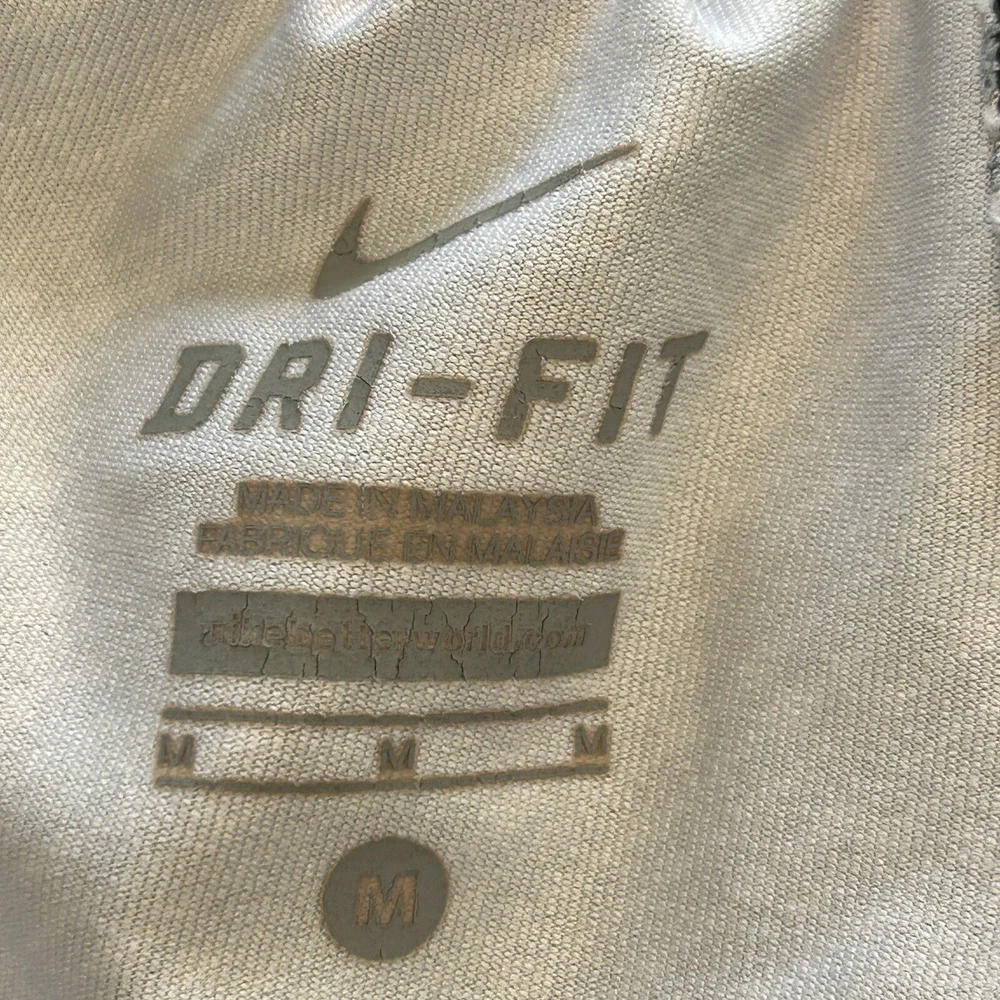 DRI-FIT
MADE IN MALAYSIA
FABRIQUE EN MALAISIE
nikebetterworld.com
M M M
M